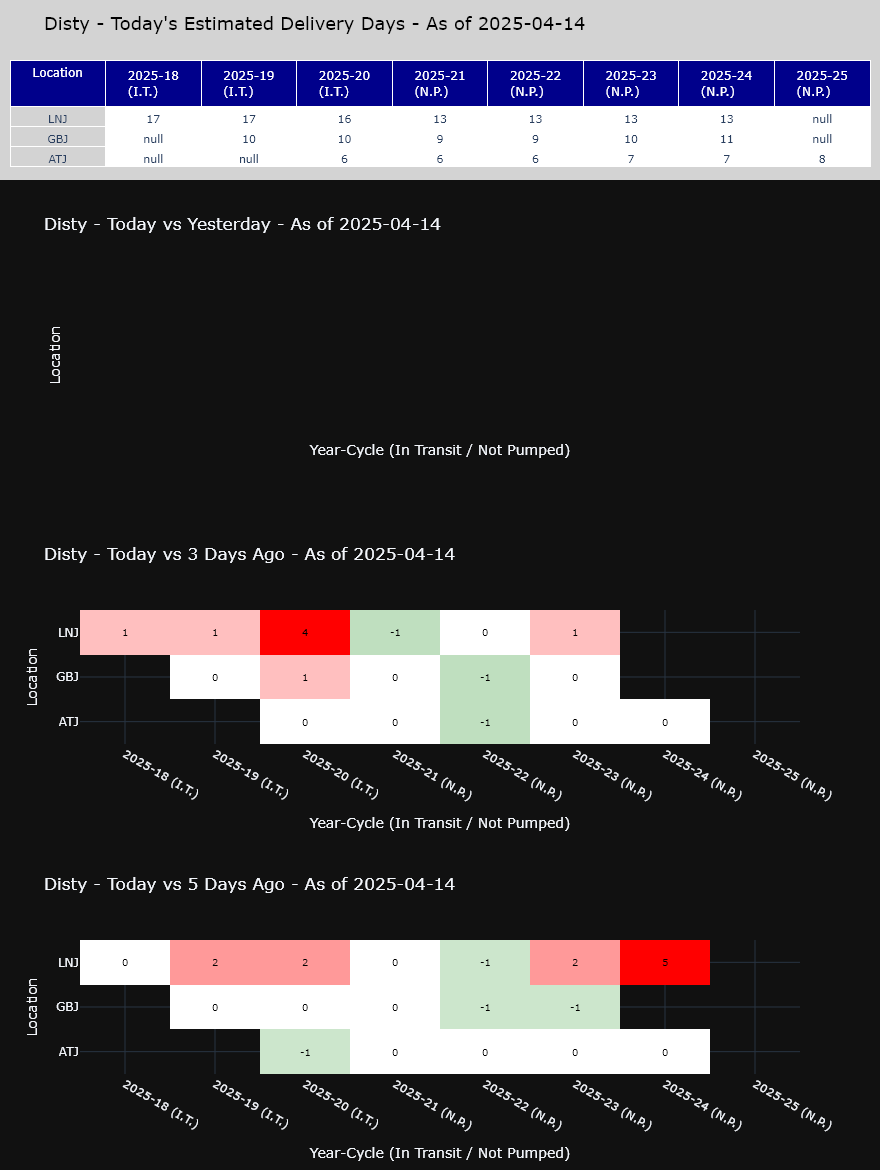 Disty - Today's Estimated Delivery Days - As of 2025-04-14
Location 2025-18 (I.T.) 2025-19 (I.T.) 2025-20 (I.T.) 2025-21 (N.P.) 2025-22 (N.P.) 2025-23 (N.P.) 2025-24 (N.P.) 2025-25 (N.P.)
LNJ 17 17 16 13 13 13 13 null
GBJ null 10 10 9 9 10 11 null
ATJ null null 6 6 6 7 7 8
Disty - Today vs Yesterday - As of 2025-04-14
Location
Year-Cycle (In Transit / Not Pumped)
Disty - Today vs 3 Days Ago - As of 2025-04-14
Location
LNJ 1 1 4 -1 0 1
GBJ 0 1 0 -1 0
ATJ 0 0 -1 0 0
2025-18 (I.T.) 2025-19 (I.T.) 2025-20 (I.T.) 2025-21 (N.P.) 2025-22 (N.P.) 2025-23 (N.P.) 2025-24 (N.P.) 2025-25 (N.P.)
Year-Cycle (In Transit / Not Pumped)
Disty - Today vs 5 Days Ago - As of 2025-04-14
Location
LNJ 0 2 2 0 -1 2 5
GBJ 0 0 0 -1 -1
ATJ -1 0 0 0 0
2025-18 (I.T.) 2025-19 (I.T.) 2025-20 (I.T.) 2025-21 (N.P.) 2025-22 (N.P.) 2025-23 (N.P.) 2025-24 (N.P.) 2025-25 (N.P.)
Year-Cycle (In Transit / Not Pumped)